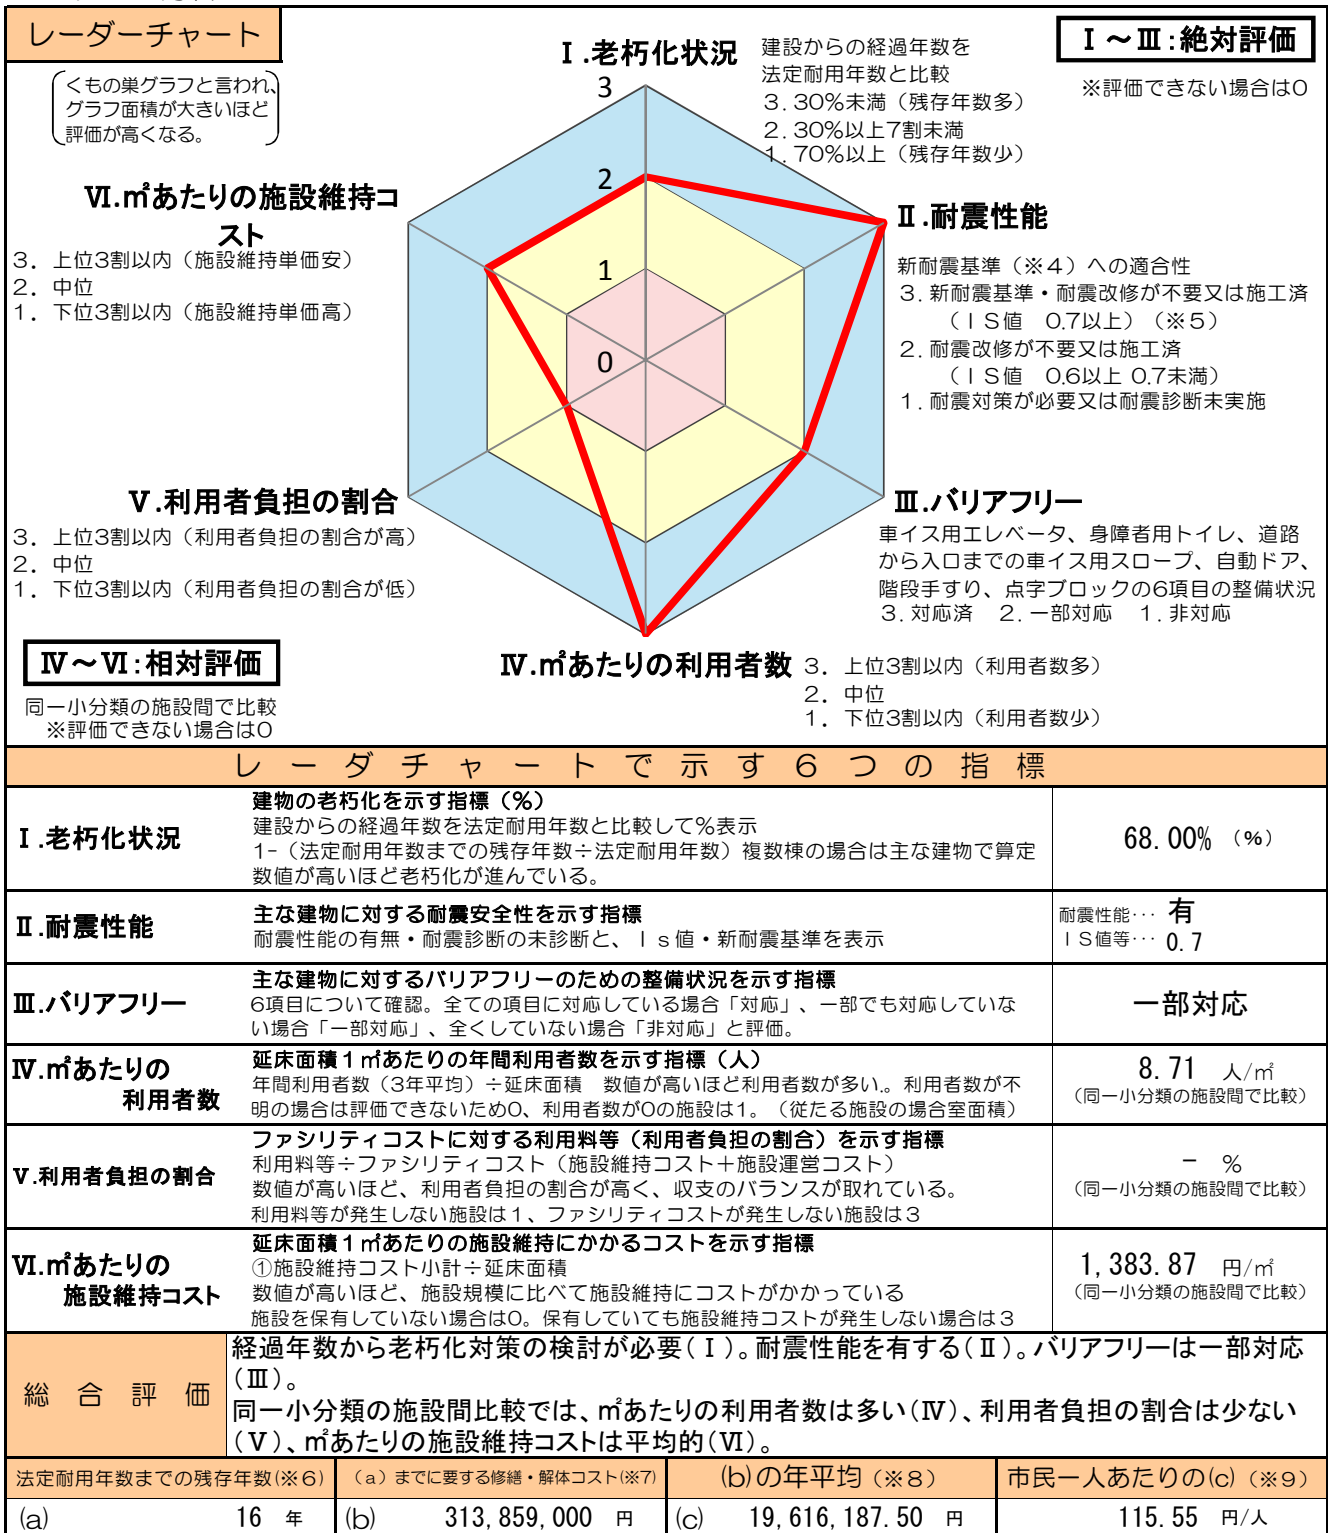 レーダーチャート
くもの巣グラフと言われ、
グラフ面積が大きいほど
評価が高くなる。
Ⅰ～Ⅲ:絶対評価
※評価できない場合は0
Ⅰ.老朽化状況
建設からの経過年数を
法定耐用年数と比較
3．30%未満（残存年数多）
2．30%以上7割未満
1．70%以上（残存年数少）
3
2
1
0
Ⅵ.㎡あたりの施設維持コ
スト
3．上位3割以内（施設維持単価安）
2．中位
1．下位3割以内（施設維持単価高）
Ⅱ.耐震性能
新耐震基準（※４）への適合性
3．新耐震基準・耐震改修が不要又は施工済
（ＩＳ値　0.7以上）（※５）
2．耐震改修が不要又は施工済
（ＩＳ値　0.6以上 0.7未満）
1．耐震対策が必要又は耐震診断未実施
Ⅴ.利用者負担の割合
3．上位3割以内（利用者負担の割合が高）
2．中位
1．下位3割以内（利用者負担の割合が低）
Ⅲ.バリアフリー
車イス用エレベータ、身障者用トイレ、道路
から入口までの車イス用スロープ、自動ドア、
階段手すり、点字ブロックの6項目の整備状況
３．対応済　２．一部対応　１．非対応
Ⅳ～Ⅵ:相対評価
同一小分類の施設間で比較
※評価できない場合は0
Ⅳ.㎡あたりの利用者数
3．上位3割以内（利用者数多）
2．中位
1．下位3割以内（利用者数少）
レーダチャートで示す６つの指標
Ⅰ.老朽化状況
建物の老朽化を示す指標（%）
建設からの経過年数を法定耐用年数と比較して%表示
1-（法定耐用年数までの残存年数÷法定耐用年数）複数棟の場合は主な建物で算定
数値が高いほど老朽化が進んでいる。
68.00%（%）
Ⅱ.耐震性能
主な建物に対する耐震安全性を示す指標
耐震性能の有無・耐震診断の未診断と、Ｉｓ値・新耐震基準を表示
耐震性能… 有
ＩＳ値等… 0.7
Ⅲ.バリアフリー
主な建物に対するバリアフリーのための整備状況を示す指標
6項目について確認。全ての項目に対応している場合「対応」、一部でも対応していな
い場合「一部対応」、全くしていない場合「非対応」と評価。
一部対応
Ⅳ.㎡あたりの
利用者数
延床面積１㎡あたりの年間利用者数を示す指標（人）
年間利用者数（3年平均）÷延床面積　数値が高いほど利用者数が多い。利用者数が不
明の場合は評価できないため0、利用者数が0の施設は1。（従たる施設の場合室面積）
8.71　人/㎡
（同一小分類の施設間で比較）
Ⅴ.利用者負担の割合
ファシリティコストに対する利用料等（利用者負担の割合）を示す指標
利用料等÷ファシリティコスト（施設維持コスト＋施設運営コスト）
数値が高いほど、利用者負担の割合が高く、収支のバランスが取れている。
利用料等が発生しない施設は１、ファシリティコストが発生しない施設は３
－　%
（同一小分類の施設間で比較）
Ⅵ.㎡あたりの
施設維持コスト
延床面積１㎡あたりの施設維持にかかるコストを示す指標
①施設維持コスト小計÷延床面積
数値が高いほど、施設規模に比べて施設維持にコストがかかっている
施設を保有していない場合は0。保有していても施設維持コストが発生しない場合は３
1,383.87　円/㎡
（同一小分類の施設間で比較）
総合評価
経過年数から老朽化対策の検討が必要(Ⅰ)。耐震性能を有する(Ⅱ)。バリアフリーは一部対応
(Ⅲ)。
同一小分類の施設間比較では、㎡あたりの利用者数は多い(Ⅳ)、利用者負担の割合は少ない
(Ⅴ)、㎡あたりの施設維持コストは平均的(Ⅵ)。
法定耐用年数までの残存年数(※６)
（a）までに要する修繕・解体コスト(※7)
(b)の年平均（※８）
市民一人あたりの(c)（※９）
(a)　16　年
(b)　313,859,000　円
(c)　19,616,187.50　円
115.55　円/人